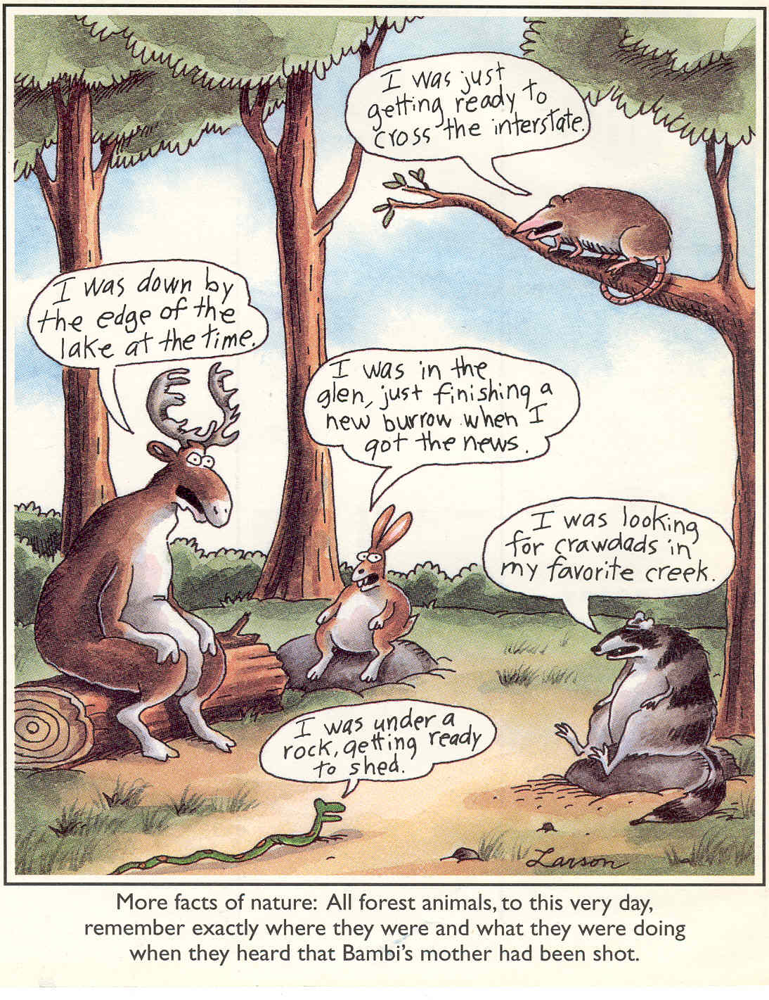 I was just
getting ready to
cross the interstate.
I was down by
the edge of the
lake at the time.
I was in the
glen, just finishing a
new burrow when I
got the news.
I was looking
for crawdads in
my favorite creek.
I was under a
rock, getting ready
to shed.
Larson
More facts of nature: All forest animals, to this very day,
remember exactly where they were and what they were doing
when they heard that Bambi's mother had been shot.